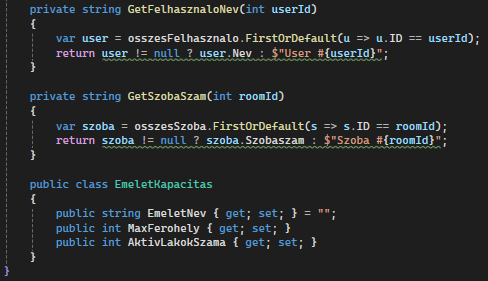 private string GetFelhasznaloNev(int userId)
{
var user = osszesFelhasznalo.FirstOrDefault(u => u.ID == userId);
return user != null ? user.Nev : $"User #{userId}";
}
private string GetSzobaSzam(int roomId)
{
var szoba = osszesSzoba.FirstOrDefault(s => s.ID == roomId);
return szoba != null ? szoba.Szobaszam : $"Szoba #{roomId}";
}
public class EmeletKapacitas
{
public string EmeletNev { get; set; } = "";
public int MaxFerohely { get; set; }
public int AktivLakokSzama { get; set; }
}
}